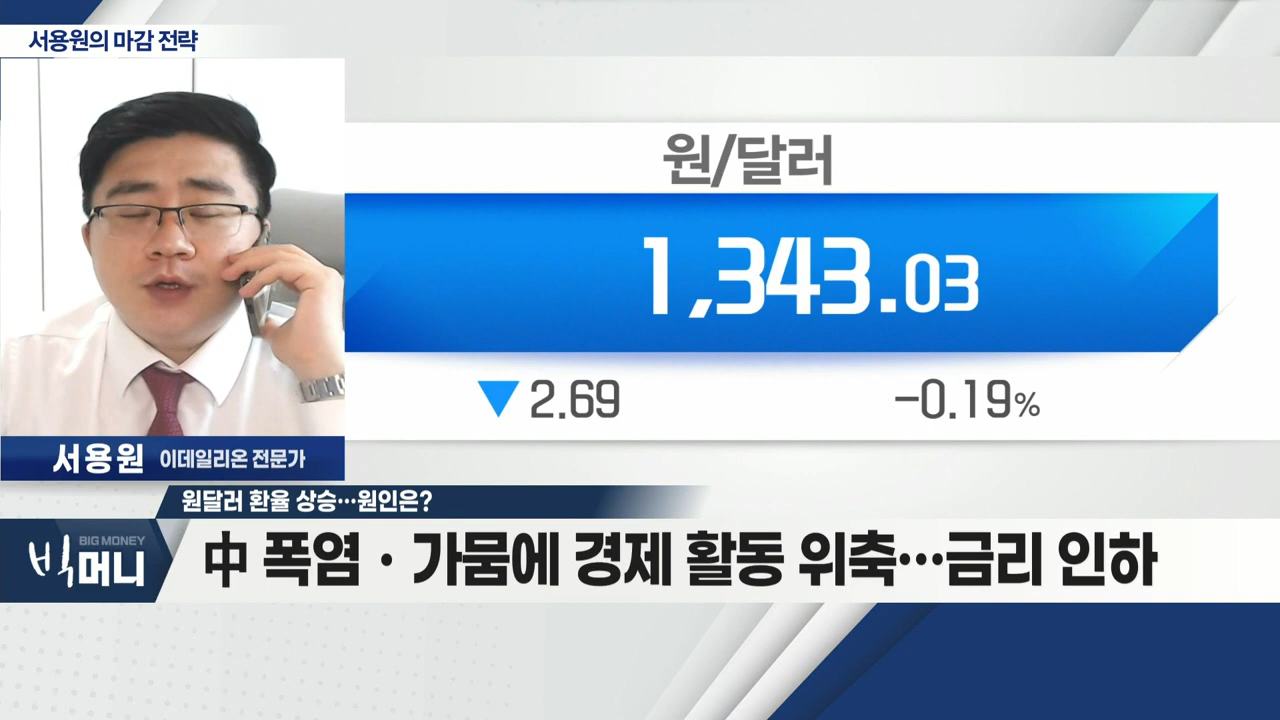 서용원의 마감 전략
원/달러
1,343.03
▼ 2.69
-0.19%
서용원 이데일리온 전문가
원달러 환율 상승…원인은?
BIG MONEY
빅머니
中 폭염·가뭄에 경제 활동 위축…금리 인하